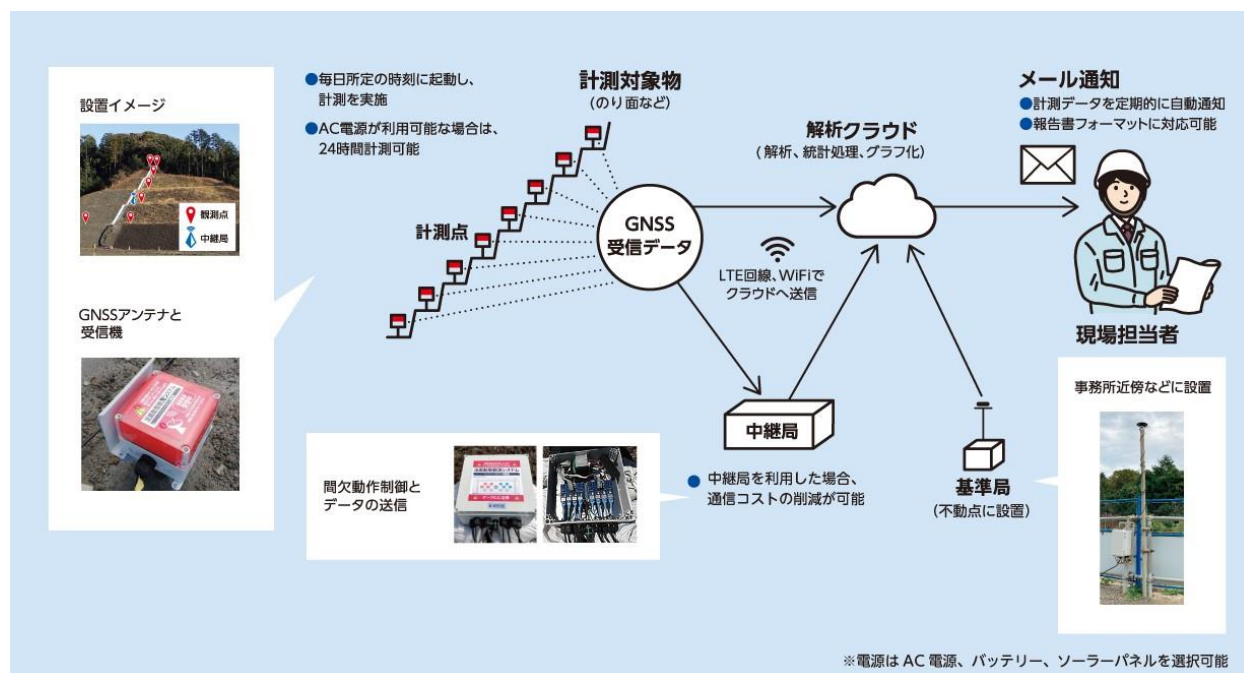 設置イメージ
観測点
中継局
GNSSアンテナと
受信機
●毎日所定の時刻に起動し、
計測を実施
●AC電源が利用可能な場合は、
24時間計測可能
計測対象物
(のり面など)
計測点
GNSS
受信データ
解析クラウド
(解析、統計処理、グラフ化)
LTE回線、WiFiで
クラウドへ送信
メール通知
●計測データを定期的に自動通知
●報告書フォーマットに対応可能
現場担当者
中継局
● 中継局を利用した場合、
通信コストの削減が可能
間欠動作制御と
データの送信
基準局
(不動点に設置)
事務所近傍などに設置
※電源は AC 電源、バッテリー、ソーラーパネルを選択可能